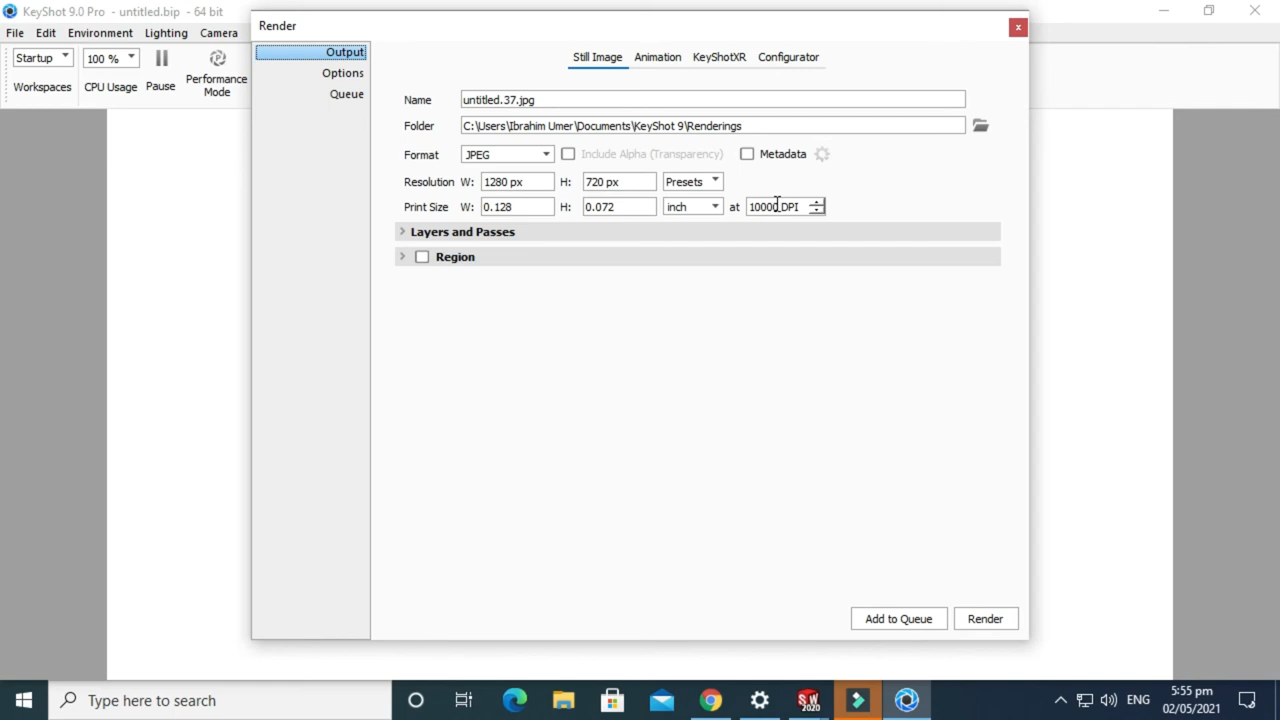 KeyShot 9.0 Pro - untitled.bip - 64 bit
File Edit Environment Lighting Camera
Startup 100 %
Workspaces CPU Usage Pause Performance Mode
Render
x
Output
Options
Queue
Still Image Animation KeyShotXR Configurator
Name untitled.37.jpg
Folder C:\Users\Ibrahim Umer\Documents\KeyShot 9\Renderings
Format JPEG Include Alpha (Transparency) Metadata
Resolution W: 1280 px H: 720 px Presets
Print Size W: 0.128 H: 0.072 inch at 10000 DPI
Layers and Passes
Region
Add to Queue Render
Type here to search
SW 2020
ENG
5:55 pm
02/05/2021